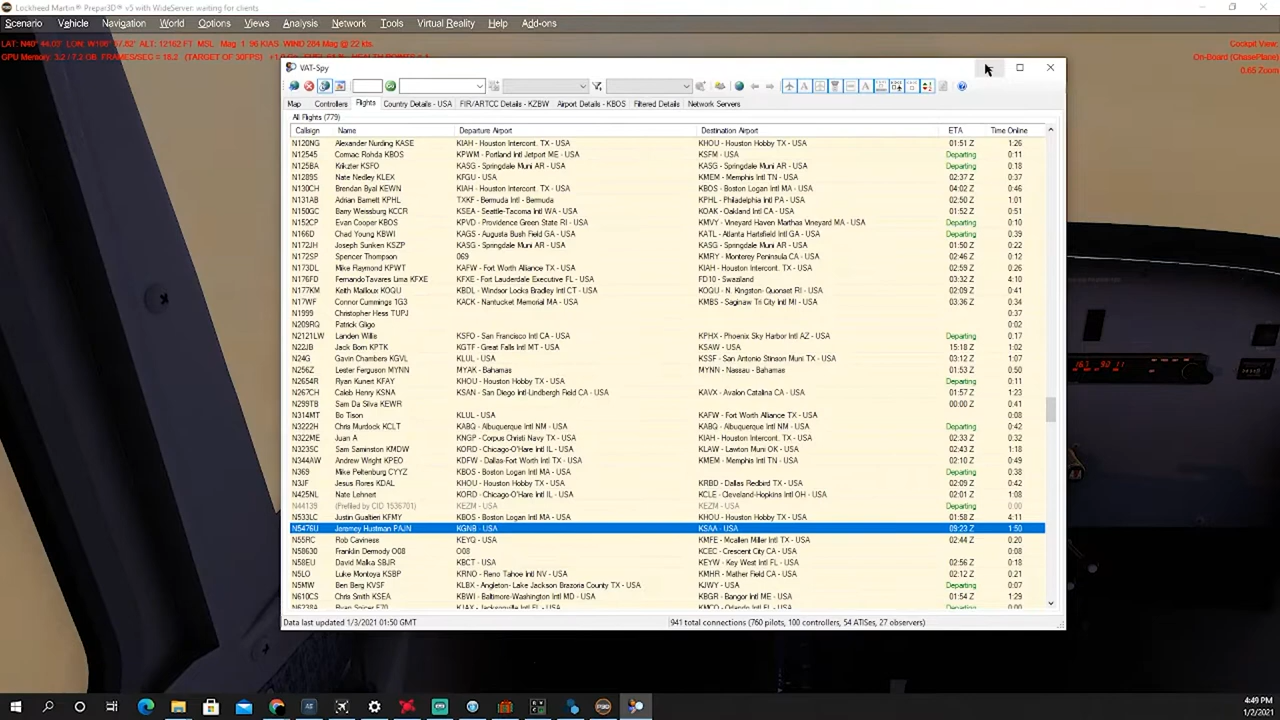 Lockheed Martin® Prepar3D® v5 with WideServer: waiting for clients
Scenario Vehicle Navigation Options Views Analysis Network Tools Virtual Reality Help Add-ons
Cockpit View:
On-Board (ChasePlane)
0.65 Zoom
VAT-Spy
Map Controllers Flights Country Details - USA FIR/ARTCC Details - KZBW Airport Details - KBOS Filtered Details Network Servers
All Flights (779)
Callsign Name Departure Airport Destination Airport ETA Time Online
N120NG Alexander Nurding KASE KIAH - Houston Intercont. TX - USA KHOU - Houston Hobby TX - USA 01:51 Z 1:26
N12545 Cormac Rohda KBOS KPWM - Portland Intl Jetport ME - USA KSFM - USA Departing 0:11
N125BA Krikzter KSFO KASG - Springdale Muni AR - USA KASG - Springdale Muni AR - USA Departing 0:18
N1289S Nate Nedley KLEX KFGU - USA KMEM - Memphis Intl TN - USA 02:37 Z 0:37
N130CH Brendan Byal KEWN KIAH - Houston Intercont. TX - USA KBOS - Boston Logan Intl MA - USA 04:02 Z 0:46
N131AB Adrian Barnett KPHL TXKF - Bermuda Intl - Bermuda KPHL - Philadelphia Intl PA - USA 02:50 Z 1:01
N150GC Barry Weissburg KCCR KSEA - Seattle-Tacoma Intl WA - USA KOAK - Oakland Intl CA - USA 01:52 Z 0:51
N152CP Evan Cooper KBOS KPVD - Providence Green State RI - USA KMVY - Vineyard Haven Marthas Vineyard MA - USA Departing 0:10
N166D Chad Young KBWI KAGS - Augusta Bush Field GA - USA KATL - Atlanta Hartsfield Intl GA - USA Departing 0:39
N172JH Joseph Sunken KSZP KASG - Springdale Muni AR - USA KASG - Springdale Muni AR - USA 01:50 Z 0:22
N172SP Spencer Thompson 069 KMRY - Monterey Peninsula CA - USA 02:46 Z 0:12
N173DL Mike Raymond KPWT KAFW - Fort Worth Alliance TX - USA KIAH - Houston Intercont. TX - USA 02:59 Z 0:26
N176FD FernandoTavares Lima KFXE KFXE - Fort Lauderdale Executive FL - USA FD10 - Swaziland 03:32 Z 4:10
N177KM Keith Mailloux KOQU KBDL - Windsor Locks Bradley Intl CT - USA KOQU - N. Kingston- Quonset RI - USA 02:09 Z 0:41
N17WF Connor Cummings 1G3 KACK - Nantucket Memorial MA - USA KMBS - Saginaw Tri City Intl MI - USA 03:36 Z 0:34
N1999 Christopher Hess TUPJ 0:37
N209RQ Patrick Gligo 0:02
N2121LW Landen Willis KSFO - San Francisco Intl CA - USA KPHX - Phoenix Sky Harbor Intl AZ - USA Departing 0:17
N22JB Jack Born KPTK KGTF - Great Falls Intl MT - USA KSAW - USA 15:18 Z 1:02
N24G Gavin Chambers KGVL KLUL - USA KSSF - San Antonio Stinson Muni TX - USA 03:12 Z 1:07
N256Z Lester Ferguson MYNN MYAK - Bahamas MYNN - Nassau - Bahamas 01:53 Z 0:50
N2654R Ryan Kunert KFAY KHOU - Houston Hobby TX - USA Departing 0:11
N267CH Caleb Henry KSNA KSAN - San Diego Intl-Lindbergh Field CA - USA KAVX - Avalon Catalina CA - USA 01:57 Z 1:23
N299TB Sam Da Silva KEWR 00:00 Z 0:41
N314MT Bo Tison KLUL - USA KAFW - Fort Worth Alliance TX - USA 0:08
N3222H Chris Murdock KCLT KABQ - Albuquerque Intl NM - USA KABQ - Albuquerque Intl NM - USA Departing 0:42
N322ME Juan A KNGP - Corpus Christi Navy TX - USA KIAH - Houston Intercont. TX - USA 02:33 Z 0:32
N323SC Sam Saminston KMDW KORD - Chicago-O'Hare Intl IL - USA KLAW - Lawton Muni OK - USA 02:43 Z 1:18
N344AW Andrew Wright KPEO KDFW - Dallas-Fort Worth Intl TX - USA KMEM - Memphis Intl TN - USA 02:10 Z 0:49
N369 Mike Peltenburg CYYZ KBOS - Boston Logan Intl MA - USA Departing 0:38
N3JF Jesus Flores KDAL KHOU - Houston Hobby TX - USA KRBD - Dallas Redbird TX - USA 02:09 Z 0:42
N425NL Nate Lehnert KORD - Chicago-O'Hare Intl IL - USA KCLE - Cleveland-Hopkins OH - USA 02:01 Z 1:08
N44139 (Prefiled by CID 1536701) KEZM - USA KEZM - USA Departing 0:00
N533LC Justin Gualtieri KFMY KBOS - Boston Logan Intl MA - USA KHOU - Houston Hobby TX - USA 01:58 Z 4:11
N5476U Jeremey Hustman PAJN KGNB - USA KSAA - USA 09:23 Z 1:50
N55RC Rob Caviness KEYQ - USA KMFE - Mcallen Miller Intl TX - USA 02:44 Z 0:20
N58630 Franklin Dermody O08 O08 KCEC - Crescent City CA - USA 0:08
N58EU David Malka SBJR KBCT - USA KEYW - Key West Intl FL - USA 02:56 Z 0:18
N5LO Luke Montoya KSBP KRNO - Reno Tahoe Intl NV - USA KMHR - Mather Field CA - USA 02:12 Z 0:21
N5MW Ben Berg KVSF KLBX - Angleton- Lake Jackson Brazoria County TX - USA KJWY - USA Departing 0:07
N610CS Chris Smith KSEA KBWI - Baltimore-Washington Intl MD - USA KBGR - Bangor Intl ME - USA 01:54 Z 1:29
Data last updated 1/3/2021 01:50 GMT 941 total connections (760 pilots, 100 controllers, 54 ATISes, 27 observers)
4:49 PM
1/2/2021